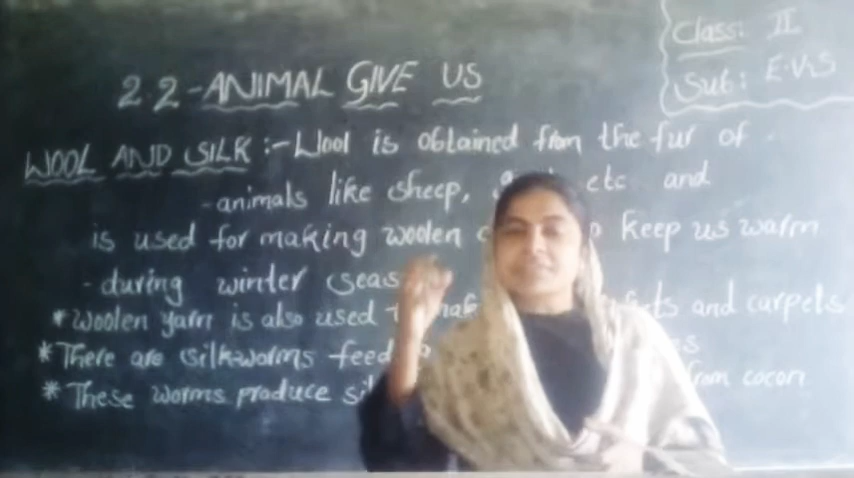 Class: II
Sub: E.V.S
2.2-ANIMAL GIVE US
WOOL AND SILK :- Wool is obtained from the fur of
-animals like sheep, etc and
is used for making woolen keep us warm
-during winter seas
*Woolen yarn is also used and carpets
*There are silkworms feed
*These worms produce from cocon